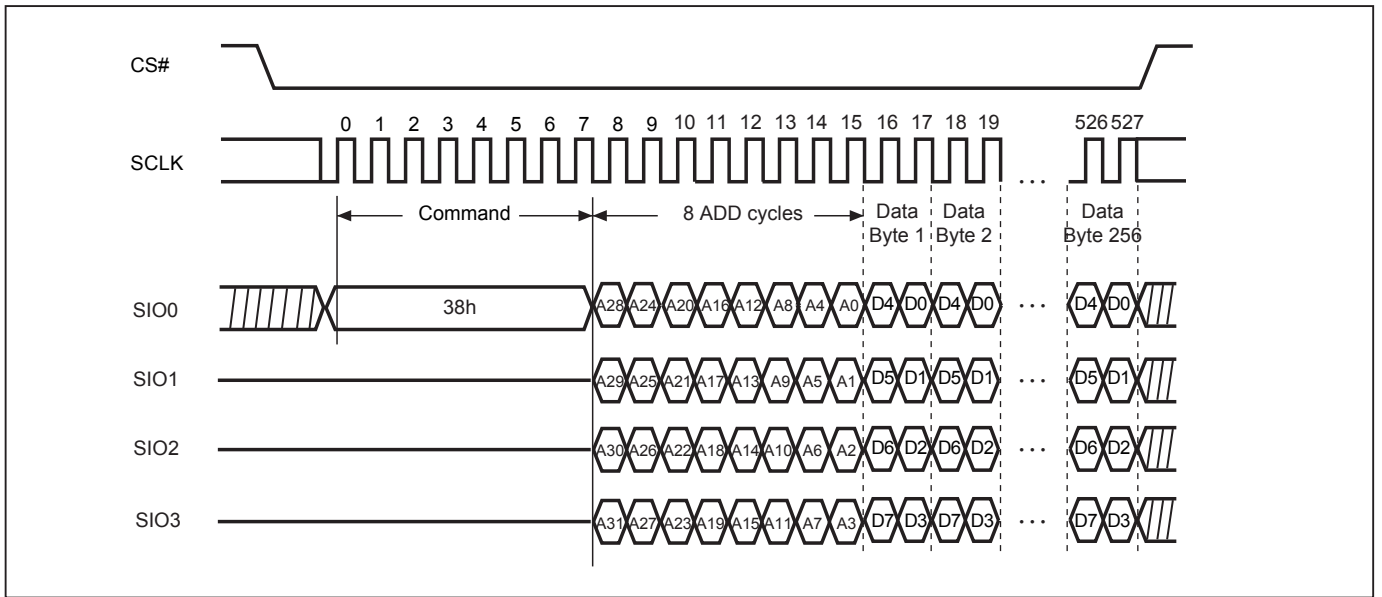 CS#
0 1 2 3 4 5 6 7 8 9 10 11 12 13 14 15 16 17 18 19 526 527
SCLK
...
Command 8 ADD cycles Data Byte 1 Data Byte 2 Data Byte 256
SIO0 38h A28 A24 A20 A16 A12 A8 A4 A0 D4 D0 D4 D0 ... D4 D0
SIO1 A29 A25 A21 A17 A13 A9 A5 A1 D5 D1 D5 D1 ... D5 D1
SIO2 A30 A26 A22 A18 A14 A10 A6 A2 D6 D2 D6 D2 ... D6 D2
SIO3 A31 A27 A23 A19 A15 A11 A7 A3 D7 D3 D7 D3 ... D7 D3